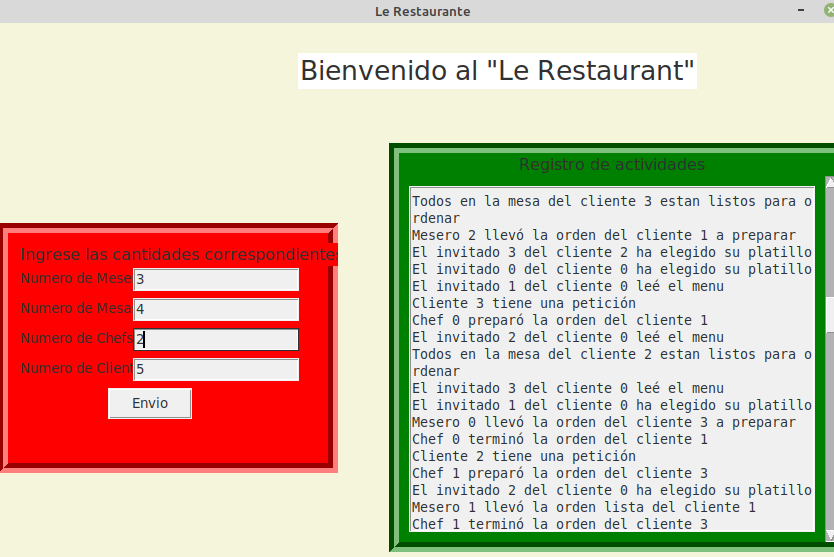 Le Restaurante
Bienvenido al "Le Restaurant"
Ingrese las cantidades correspondientes
Numero de Mese 3
Numero de Mesa 4
Numero de Chefs 2
Numero de Client 5
Envio
Registro de actividades
Todos en la mesa del cliente 3 estan listos para o
rdenar
Mesero 2 llevó la orden del cliente 1 a preparar
El invitado 3 del cliente 2 ha elegido su platillo
El invitado 0 del cliente 0 ha elegido su platillo
El invitado 1 del cliente 0 leé el menu
Cliente 3 tiene una petición
Chef 0 preparó la orden del cliente 1
El invitado 2 del cliente 0 leé el menu
Todos en la mesa del cliente 2 estan listos para o
rdenar
El invitado 3 del cliente 0 leé el menu
El invitado 1 del cliente 0 ha elegido su platillo
Mesero 0 llevó la orden del cliente 3 a preparar
Chef 0 terminó la orden del cliente 1
Cliente 2 tiene una petición
Chef 1 preparó la orden del cliente 3
El invitado 2 del cliente 0 ha elegido su platillo
Mesero 1 llevó la orden lista del cliente 1
Chef 1 terminó la orden del cliente 3